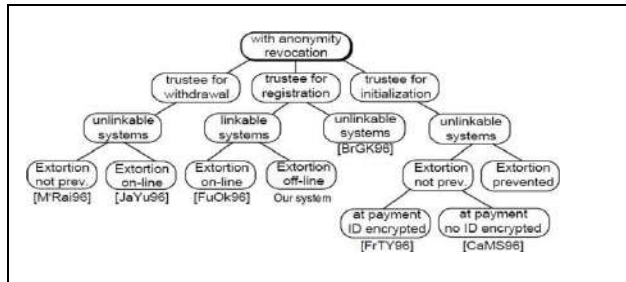 with anonymity
revocation
trustee for
withdrawal
trustee for
registration
trustee for
initialization
unlinkable
systems
linkable
systems
unlinkable
systems
[BrGK96]
unlinkable
systems
Extortion
not prev.
[M'Rai96]
Extortion
on-line
[JaYu96]
Extortion
on-line
[FuOk96]
Extortion
off-line
Our system
Extortion
not prev.
Extortion
prevented
at payment
ID encrypted
[FrTY96]
at payment
no ID encrypted
[CaMS96]